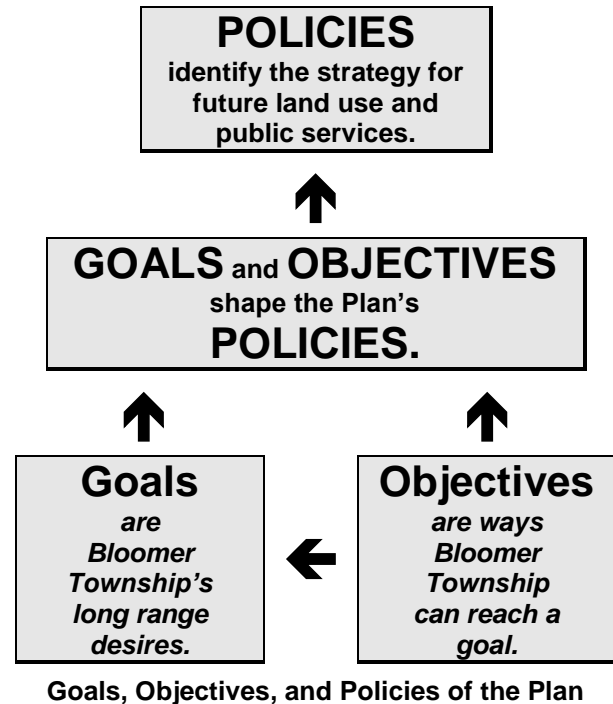 POLICIES
identify the strategy for
future land use and
public services.
GOALS and OBJECTIVES
shape the Plan’s
POLICIES.
Goals
are
Bloomer
Township’s
long range
desires.
Objectives
are ways
Bloomer
Township
can reach a
goal.
Goals, Objectives, and Policies of the Plan